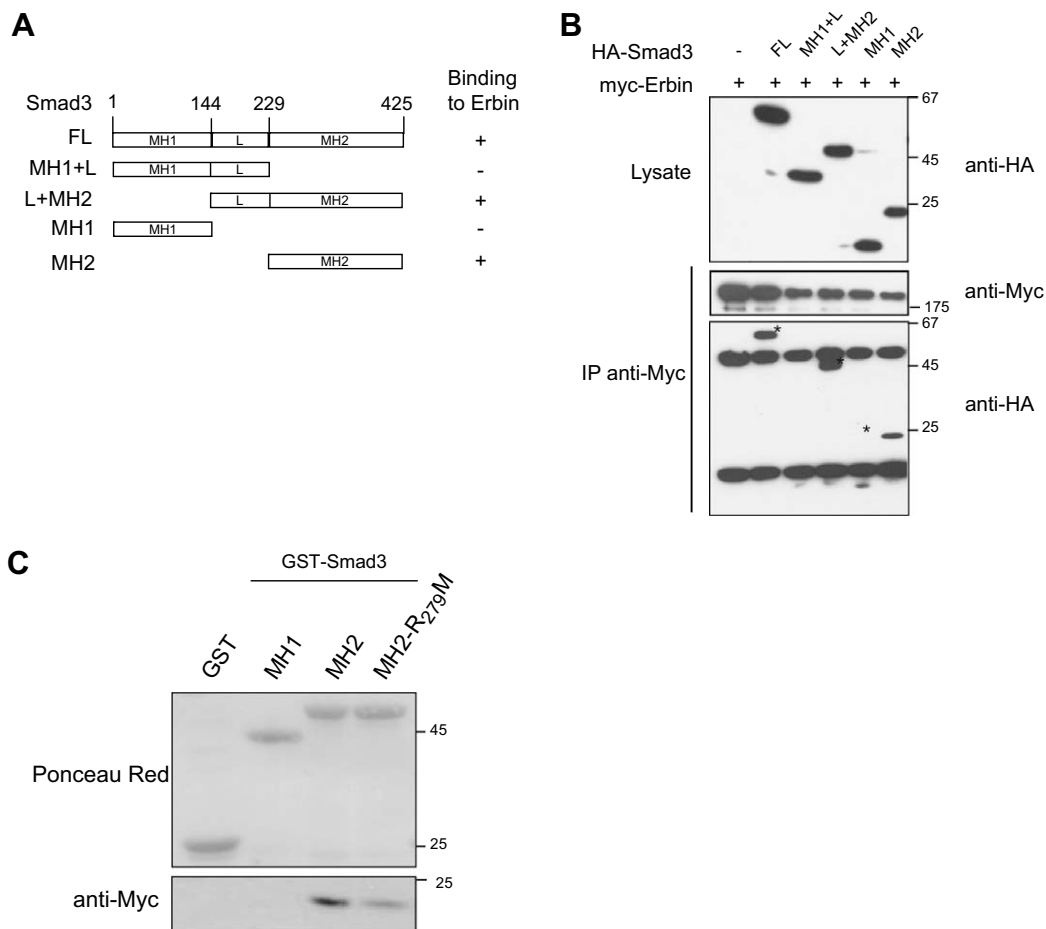 A
Binding
to Erbin
Smad3 1 144 229 425
FL MH1 L MH2 +
MH1+L MH1 L -
L+MH2 L MH2 +
MH1 MH1 -
MH2 MH2 +
B
HA-Smad3 - FL MH1+L L+MH2 MH1 MH2
myc-Erbin + + + + + +
67
Lysate 45 anti-HA
25
anti-Myc
175
67
*
IP anti-Myc 45
*
anti-HA
* 25
C
GST-Smad3
GST MH1 MH2 MH2-R279M
45
Ponceau Red
25
25
anti-Myc